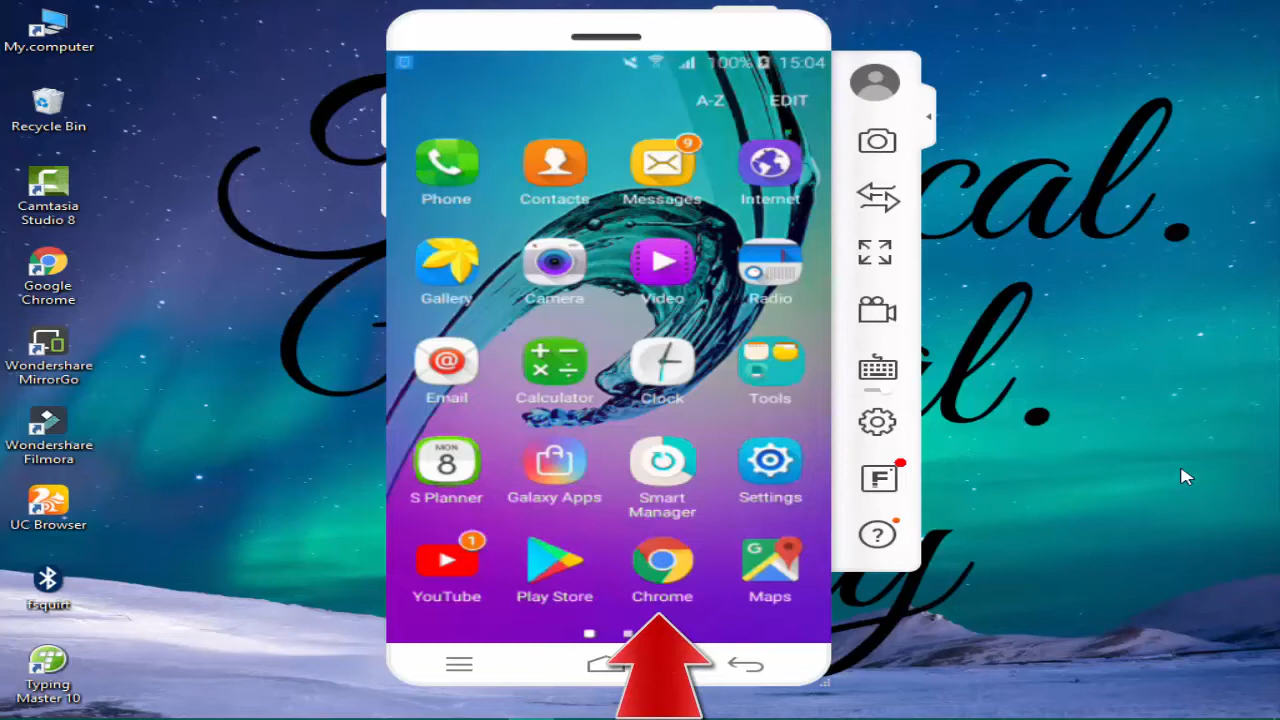 My.computer
Recycle Bin
Camtasia
Studio 8
Google
Chrome
Wondershare
MirrorGo
Wondershare
Filmora
UC Browser
fsquirt
Typing
Master 10
100% 15:04
A-Z EDIT
9
Phone Contacts Messages Internet
Gallery Camera Video Radio
Email Calculator Clock Tools
MON
8
S Planner Galaxy Apps Smart
Manager Settings
1
G
YouTube Play Store Chrome Maps
F
?
cal.